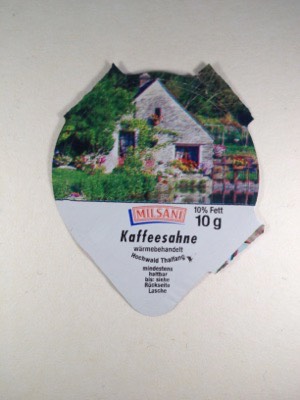 MILSANI
10% Fett
10 g
Kaffeesahne
wärmebehandelt
Hochwald Thalfang
mindestens
haltbar
bis: siehe
Rückseite
Lasche